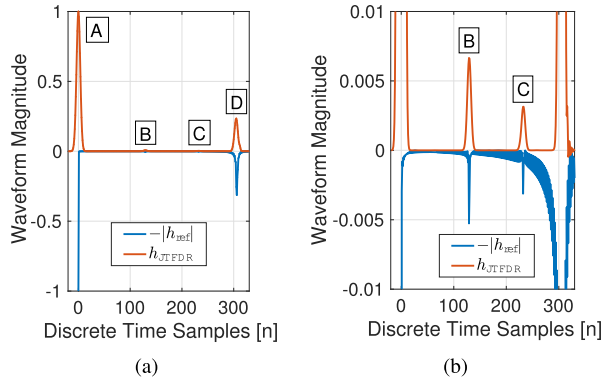 1
0.5
0
-0.5
-1
Waveform Magnitude
A
B
C
D
−|h_ref|
h_JTFDR
0 100 200 300
Discrete Time Samples [n]
(a)
0.01
0.005
0
-0.005
-0.01
Waveform Magnitude
B
C
−|h_ref|
h_JTFDR
0 100 200 300
Discrete Time Samples [n]
(b)